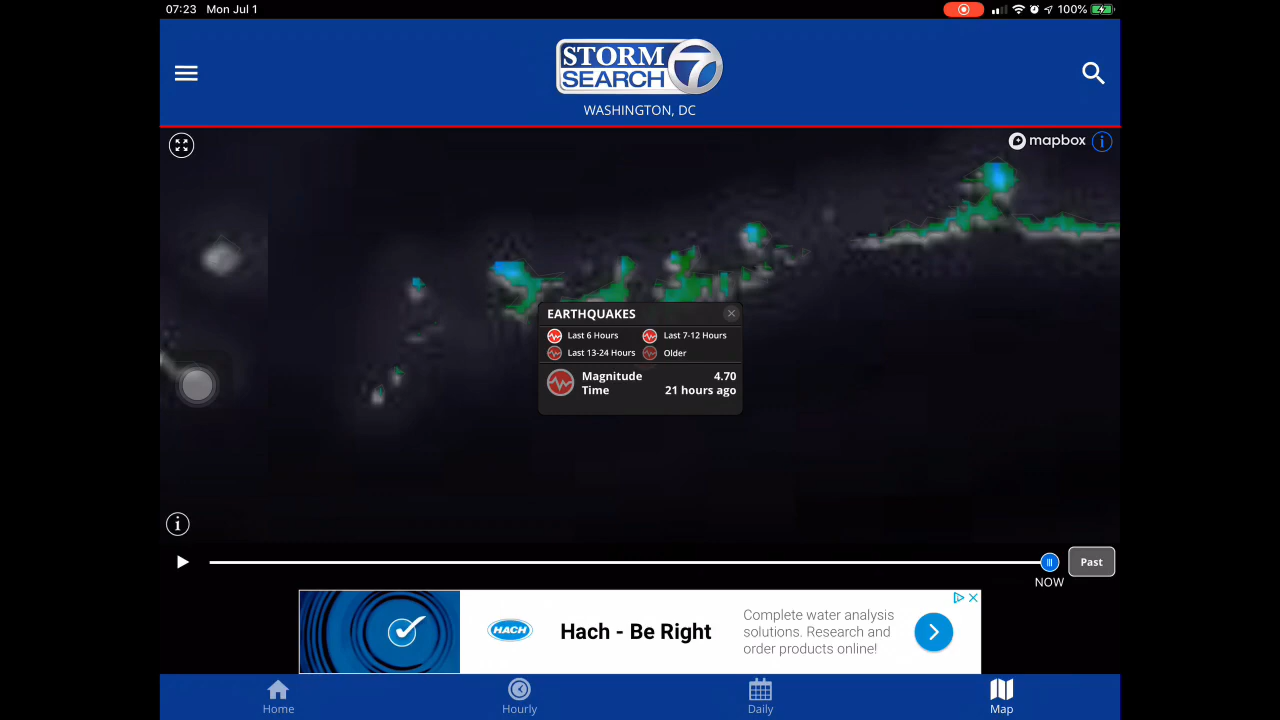 07:23 Mon Jul 1
100%
STORM
SEARCH 7
WASHINGTON, DC
mapbox
EARTHQUAKES
Last 6 Hours
Last 7-12 Hours
Last 13-24 Hours
Older
Magnitude 4.70
Time 21 hours ago
Past
NOW
HACH
Hach - Be Right
Complete water analysis
solutions. Research and
order products online!
Home
Hourly
Daily
Map